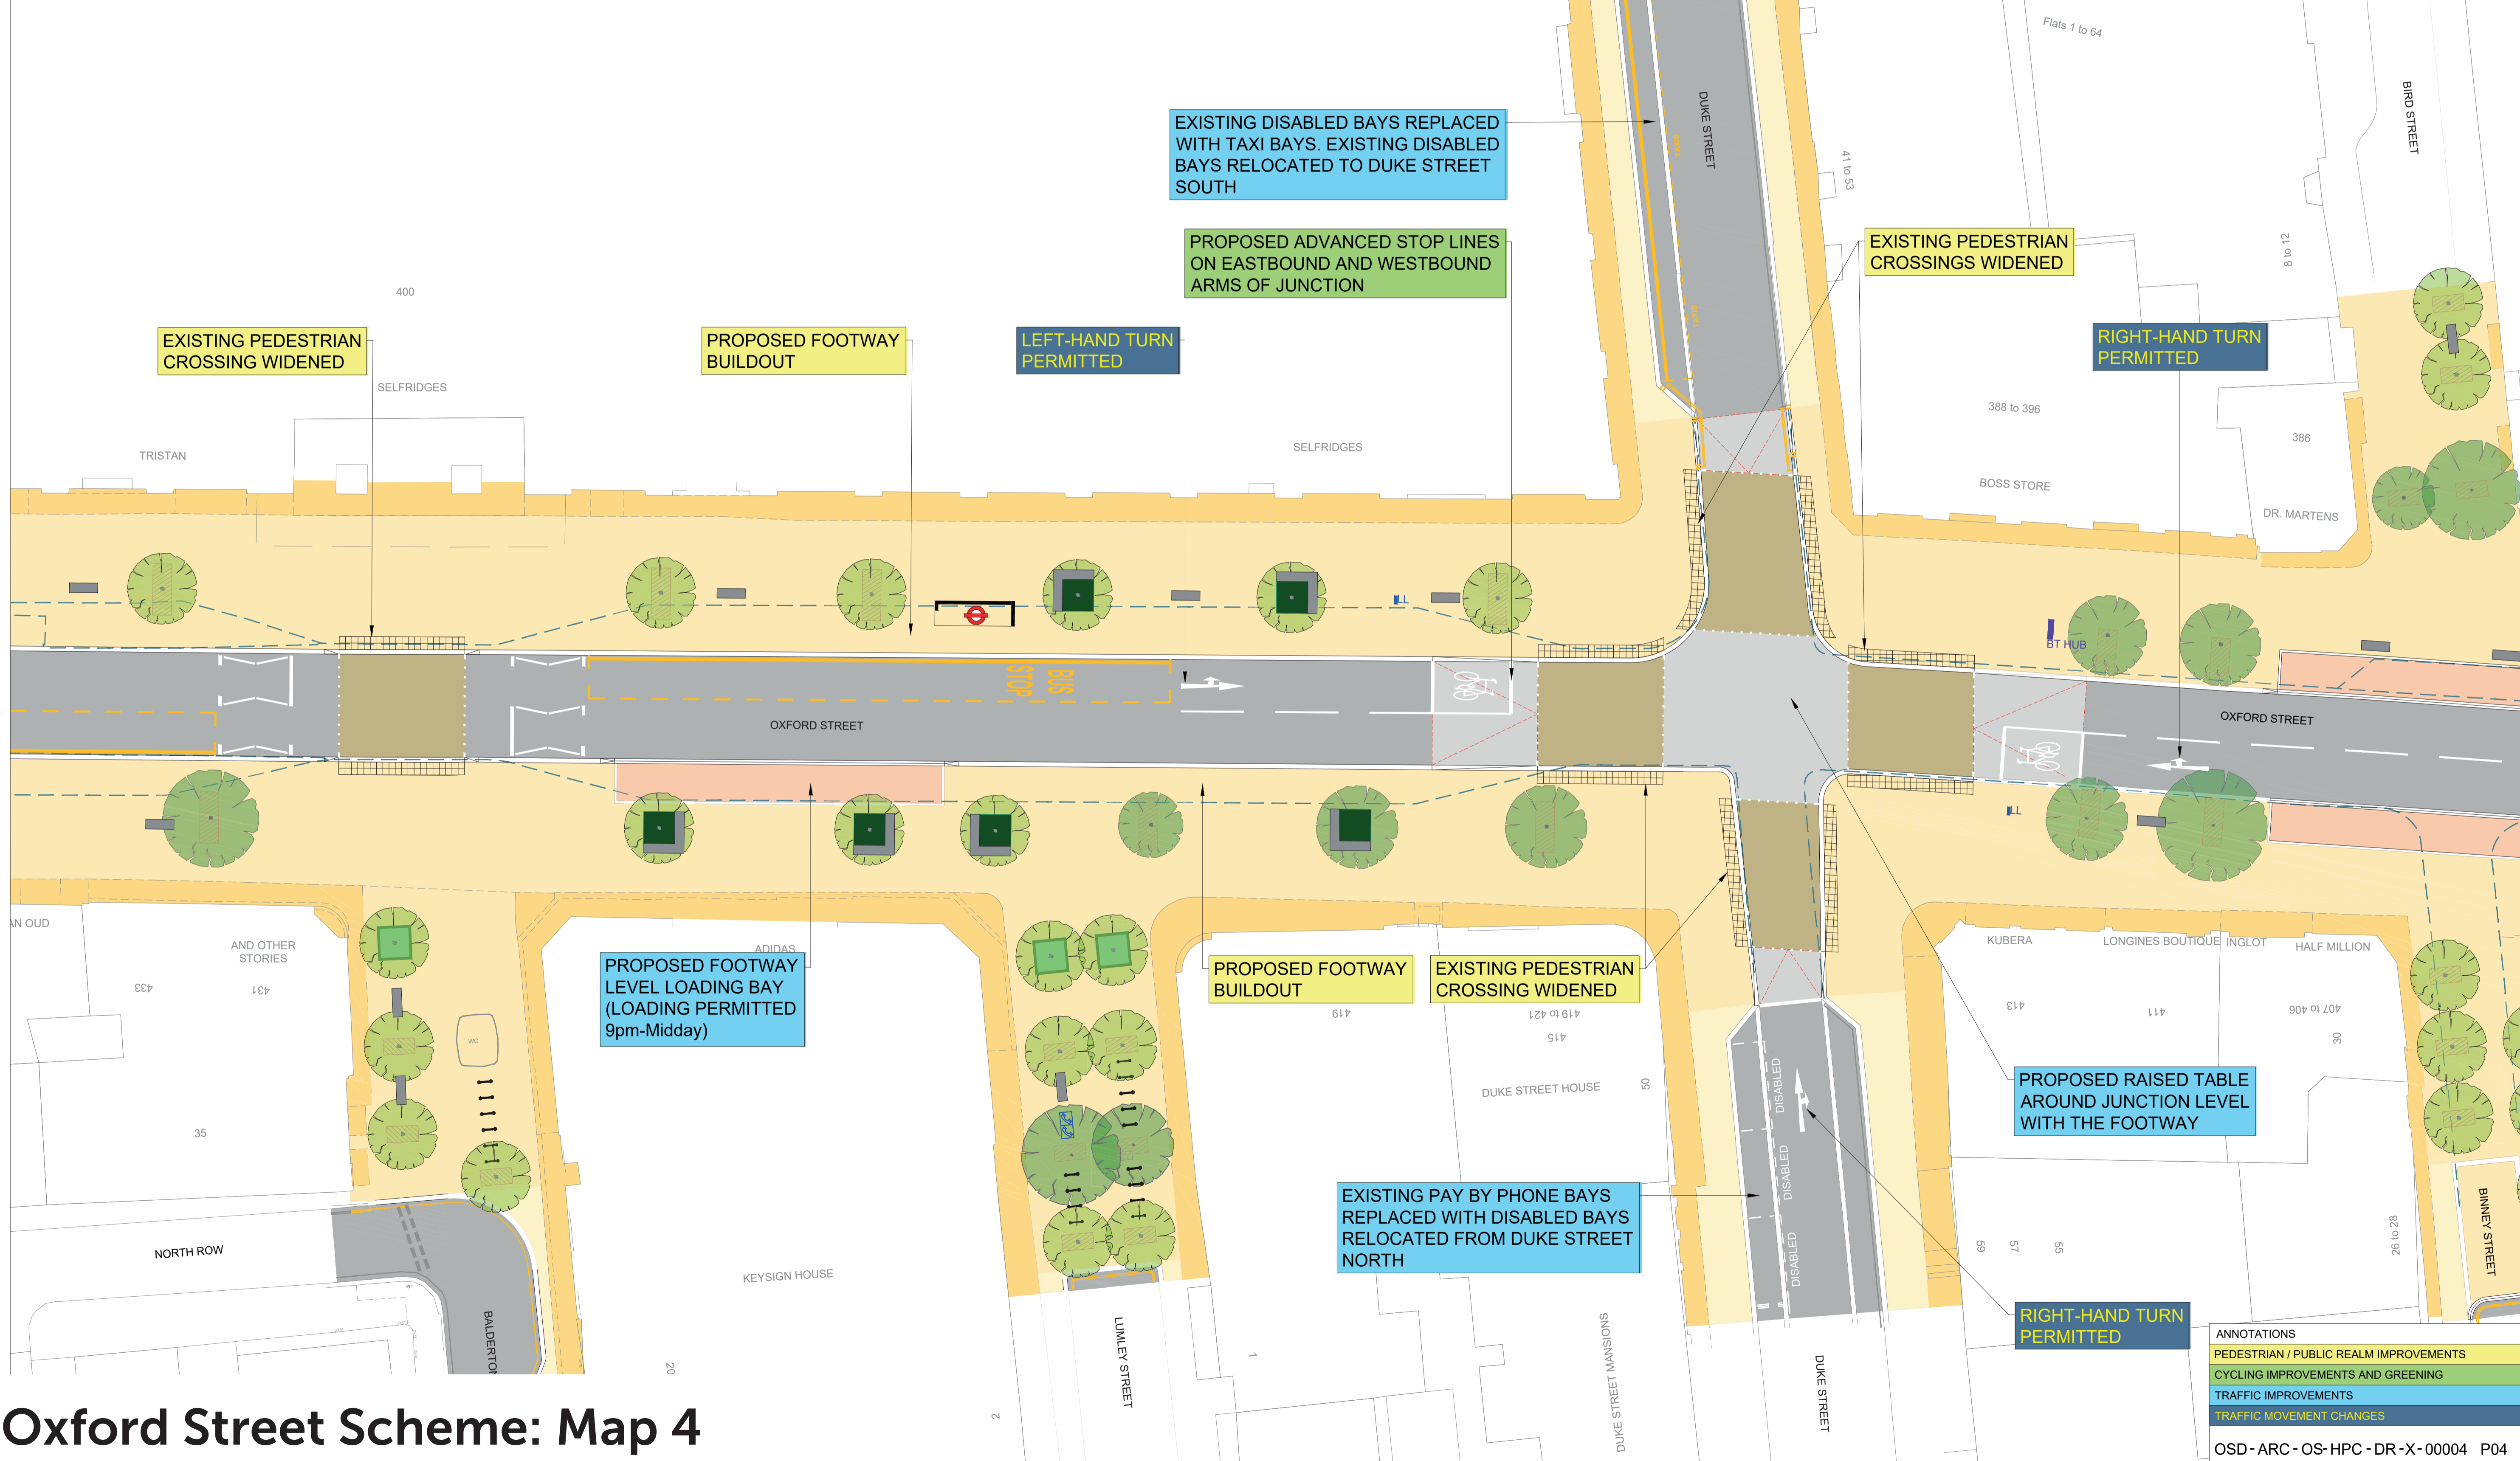 Flats 1 to 64
BIRD STREET
DUKE STREET
EXISTING DISABLED BAYS REPLACED
WITH TAXI BAYS. EXISTING DISABLED
BAYS RELOCATED TO DUKE STREET
SOUTH
41 to 53
PROPOSED ADVANCED STOP LINES
ON EASTBOUND AND WESTBOUND
ARMS OF JUNCTION
EXISTING PEDESTRIAN
CROSSINGS WIDENED
8 to 12
400
EXISTING PEDESTRIAN
CROSSING WIDENED
PROPOSED FOOTWAY
BUILDOUT
LEFT-HAND TURN
PERMITTED
RIGHT-HAND TURN
PERMITTED
SELFRIDGES
388 to 396
386
TRISTAN
SELFRIDGES
BOSS STORE
DR. MARTENS
LL
BT HUB
BUS
STOP
OXFORD STREET
OXFORD STREET
LL
AN OUD
AND OTHER
STORIES
433
431
ADIDAS
PROPOSED FOOTWAY
LEVEL LOADING BAY
(LOADING PERMITTED
9pm-Midday)
PROPOSED FOOTWAY
BUILDOUT
EXISTING PEDESTRIAN
CROSSING WIDENED
KUBERA
LONGINES BOUTIQUE
INGLOT
HALF MILLION
419
419 to 421
415
413
411
407 to 409
30
WC
DUKE STREET HOUSE
50
DISABLED
DISABLED
DISABLED
PROPOSED RAISED TABLE
AROUND JUNCTION LEVEL
WITH THE FOOTWAY
35
EXISTING PAY BY PHONE BAYS
REPLACED WITH DISABLED BAYS
RELOCATED FROM DUKE STREET
NORTH
NORTH ROW
KEYSIGN HOUSE
59
57
55
26 to 28
BINNEY STREET
BALDERTON
20
LUMLEY STREET
1
2
DUKE STREET MANSIONS
DUKE STREET
RIGHT-HAND TURN
PERMITTED
ANNOTATIONS
PEDESTRIAN / PUBLIC REALM IMPROVEMENTS
CYCLING IMPROVEMENTS AND GREENING
TRAFFIC IMPROVEMENTS
TRAFFIC MOVEMENT CHANGES
OSD-ARC-OS-HPC-DR-X-00004 P04
Oxford Street Scheme: Map 4